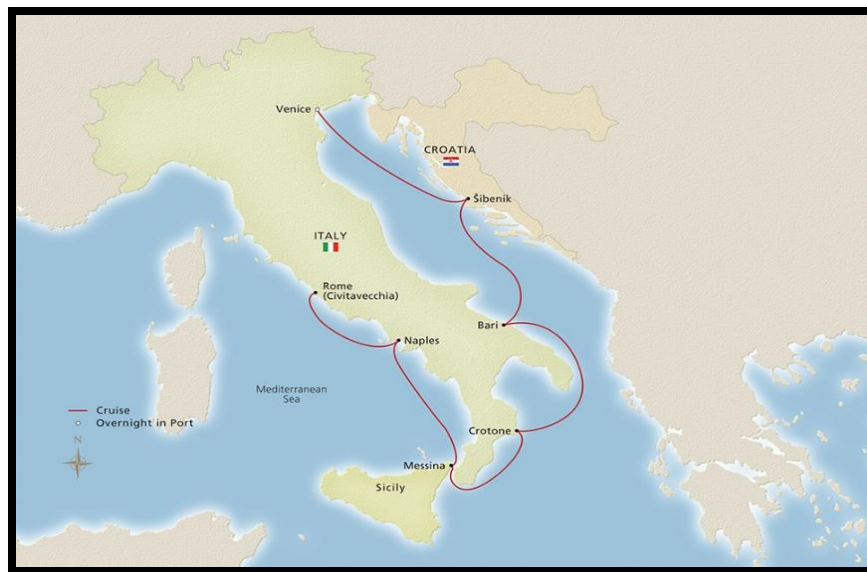 Venice
CROATIA
Šibenik
ITALY
Rome
(Civitavecchia)
Bari
Naples
Mediterranean
Sea
Cruise
Overnight in Port
N
Crotone
Messina
Sicily